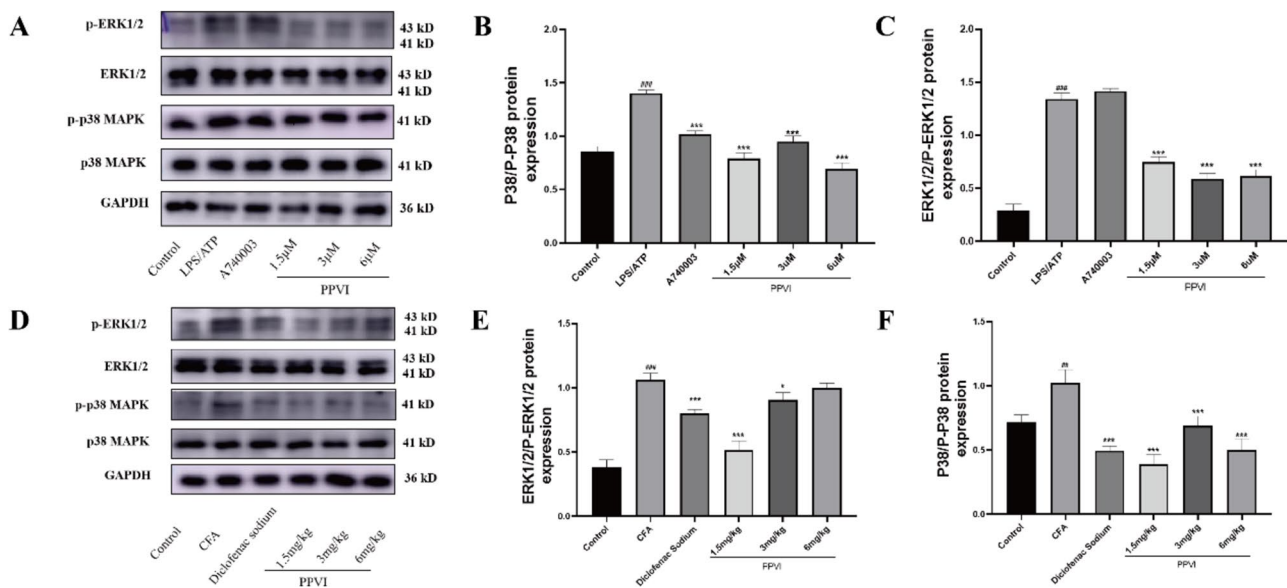 A
p-ERK1/2
43 kD
41 kD
ERK1/2
43 kD
41 kD
p-p38 MAPK
41 kD
p38 MAPK
41 kD
GAPDH
36 kD
Control
LPS/ATP
A740003
1.5μM
3μM
6μM
PPVI
B
P38/P-P38 protein
expression
2.0
1.5
1.0
0.5
0.0
###
***
***
***
***
Control
LPS/ATP
A740003
1.5μM
3uM
6uM
PPVI
C
ERK1/2/P-ERK1/2 protein
expression
2.0
1.5
1.0
0.5
0.0
###
***
***
***
Control
LPS/ATP
A740003
1.5μM
3uM
6uM
PPVI
D
p-ERK1/2
43 kD
41 kD
ERK1/2
43 kD
41 kD
p-p38 MAPK
41 kD
p38 MAPK
41 kD
GAPDH
36 kD
Control
CFA
Diclofenac sodium
1.5mg/kg
3mg/kg
6mg/kg
PPVI
E
ERK1/2/P-ERK1/2 protein
expression
1.5
1.0
0.5
0.0
###
***
***
*
Control
CFA
Diclofenac Sodium
1.5mg/kg
3mg/kg
6mg/kg
PPVI
F
P38/P-P38 protein
expression
1.5
1.0
0.5
0.0
##
***
***
***
***
Control
CFA
Diclofenac Sodium
1.5mg/kg
3mg/kg
6mg/kg
PPVI